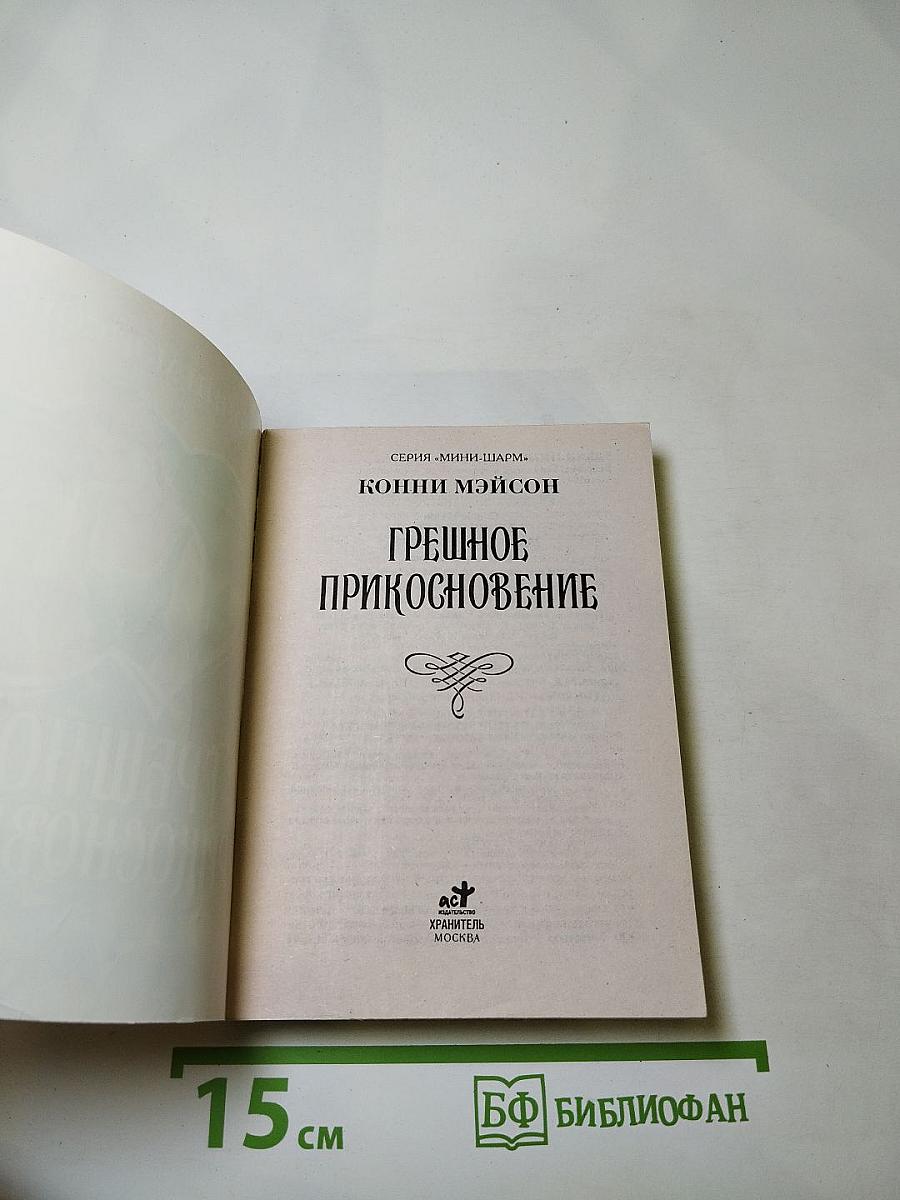 СЕРИЯ «МИНИ-ШАРМ»
КОННИ МЭЙСОН
ГРЕШНОЕ
ПРИКОСНОВЕНИЕ
аст
ИЗДАТЕЛЬСТВО
ХРАНИТЕЛЬ
МОСКВА
15 см
БФ БИБЛИОФАН